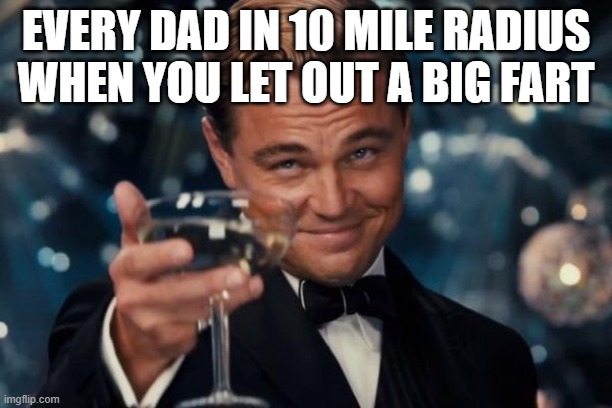 EVERY DAD IN 10 MILE RADIUS
WHEN YOU LET OUT A BIG FART
imgflip.com